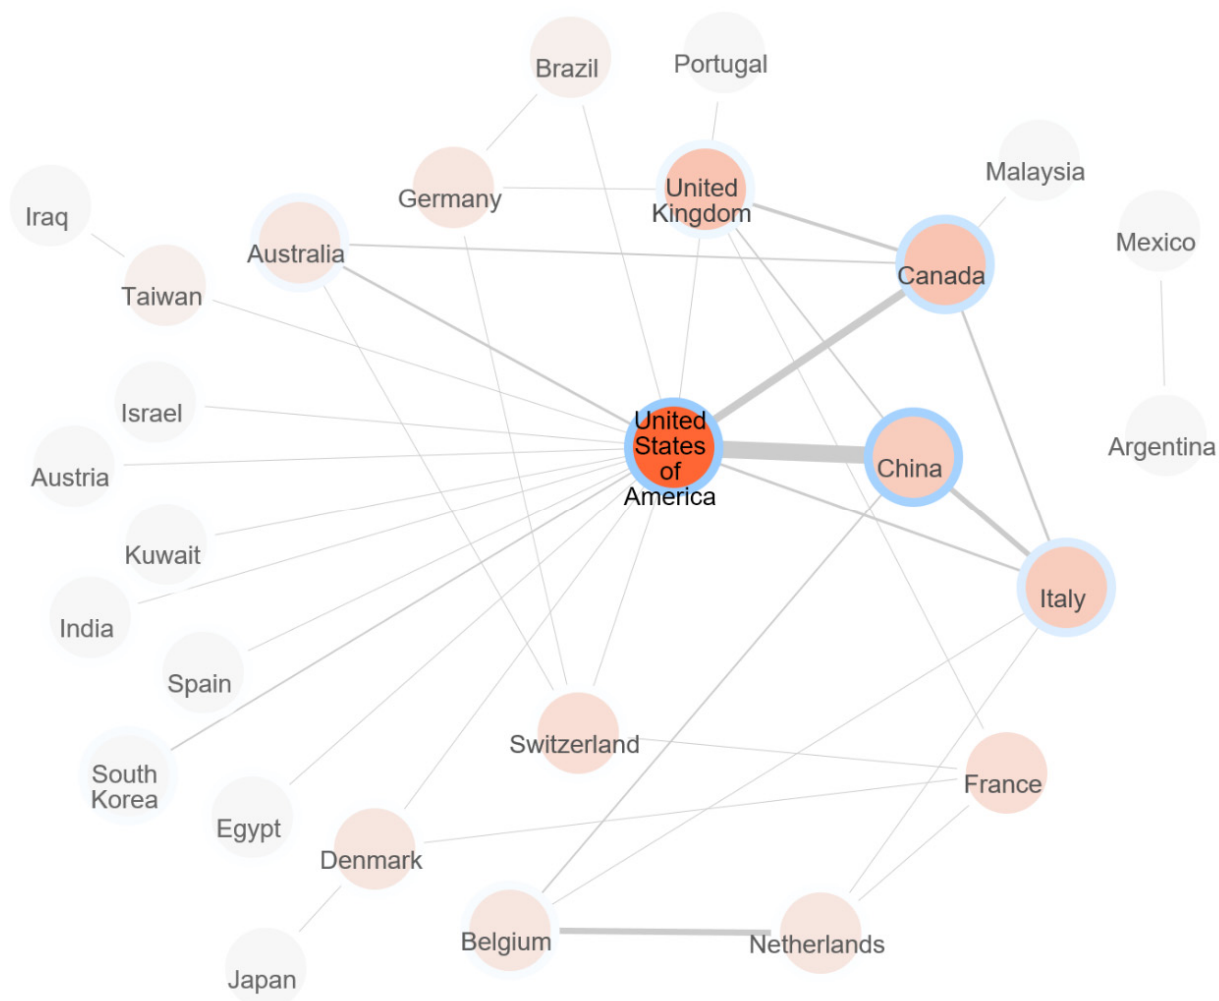 Brazil
Portugal
Malaysia
Germany
United
Kingdom
Iraq
Australia
Mexico
Canada
Taiwan
Israel
United
States
of
America
Argentina
China
Austria
Kuwait
Italy
India
Spain
Switzerland
South
Korea
France
Egypt
Denmark
Belgium
Netherlands
Japan